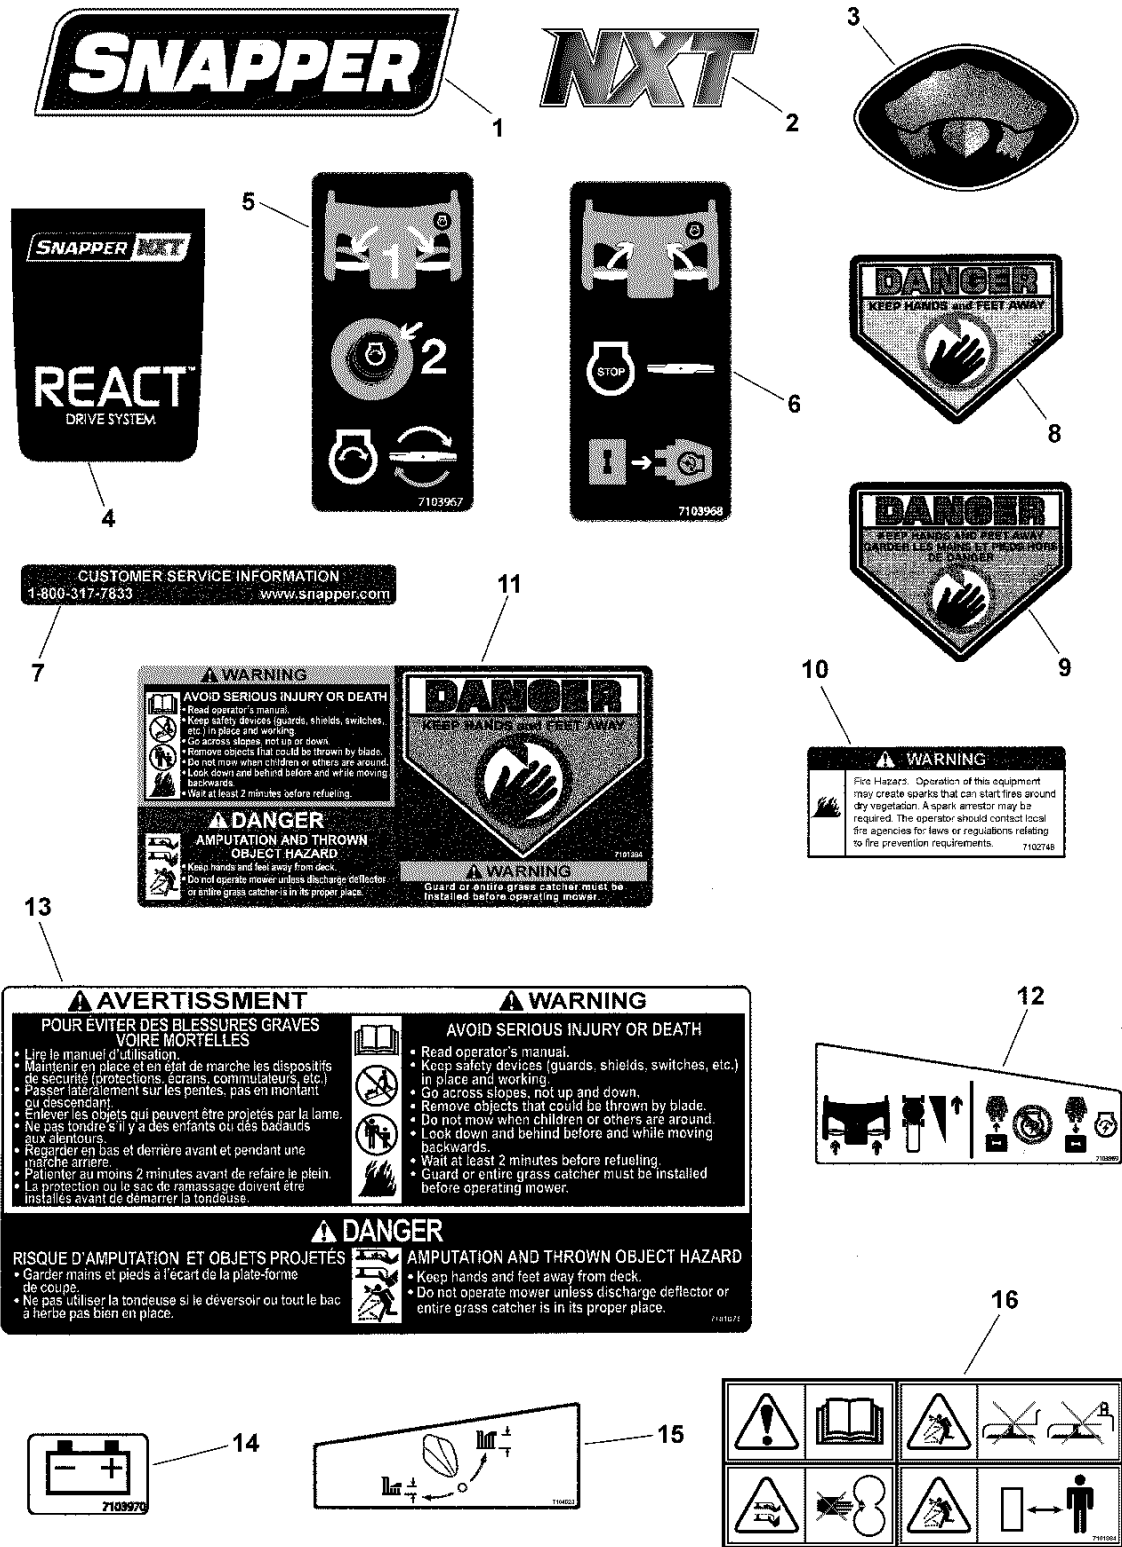 SNAPPER
1
NXT
2
3
SNAPPER NXT
REACT™
DRIVE SYSTEM
4
5
1
2
7103967
STOP
6
7103968
DANGER
KEEP HANDS and FEET AWAY
8
DANGER
KEEP HANDS AND FEET AWAY
GARDER LES MAINS ET PIEDS HORS
DE DANGER
9
CUSTOMER SERVICE INFORMATION
1-800-317-7833 www.snapper.com
7
11
WARNING
AVOID SERIOUS INJURY OR DEATH
• Read operator's manual.
• Keep safety devices (guards, shields, switches,
etc.) in place and working.
• Go across slopes, not up or down.
• Remove objects that could be thrown by blade.
• Do not mow when children or others are around.
• Look down and behind before and while moving
backwards.
• Wait at least 2 minutes before refueling.
DANGER
AMPUTATION AND THROWN
OBJECT HAZARD
• Keep hands and feet away from deck.
• Do not operate mower unless discharge deflector
or entire grass catcher is in its proper place.
DANGER
KEEP HANDS and FEET AWAY
WARNING
Guard or entire grass catcher must be
installed before operating mower.
10
WARNING
Fire Hazard. Operation of this equipment
may create sparks that can start fires around
dry vegetation. A spark arrestor may be
required. The operator should contact local
fire agencies for laws or regulations relating
to fire prevention requirements.
7102748
13
AVERTISSMENT
POUR ÉVITER DES BLESSURES GRAVES
VOIRE MORTELLES
• Lire le manuel d'utilisation.
• Maintenir en place et en état de marche les dispositifs
de sécurité (protections, écrans, commutateurs, etc.)
• Passer latéralement sur les pentes, pas en montant
ou descendant.
• Enlever les objets qui peuvent être projetés par la lame.
• Ne pas tondre s'il y'a des enfants ou des badauds
aux alentours.
• Regarder en bas et derrière avant et pendant une
marche arriere.
• Patienter au moins 2 minutes avant de refaire le plein.
• La protection ou le sac de ramassage doivent être
installés avant de démarrer la tondeuse.
WARNING
AVOID SERIOUS INJURY OR DEATH
• Read operator's manual.
• Keep safety devices (guards, shields, switches, etc.)
in place and working.
• Go across slopes, not up and down.
• Remove objects that could be thrown by blade.
• Do not mow when children or others are around.
• Look down and behind before and while moving
backwards.
• Wait at least 2 minutes before refueling.
• Guard or entire grass catcher must be installed
before operating mower.
DANGER
RISQUE D'AMPUTATION ET OBJETS PROJETÉS
• Garder mains et pieds à l'écart de la plate-forme
de coupe.
• Ne pas utiliser la tondeuse si le déversoir ou tout le bac
à herbe pas bien en place.
AMPUTATION AND THROWN OBJECT HAZARD
• Keep hands and feet away from deck.
• Do not operate mower unless discharge deflector or
entire grass catcher is in its proper place.
12
7103969
14
7103970
15
16